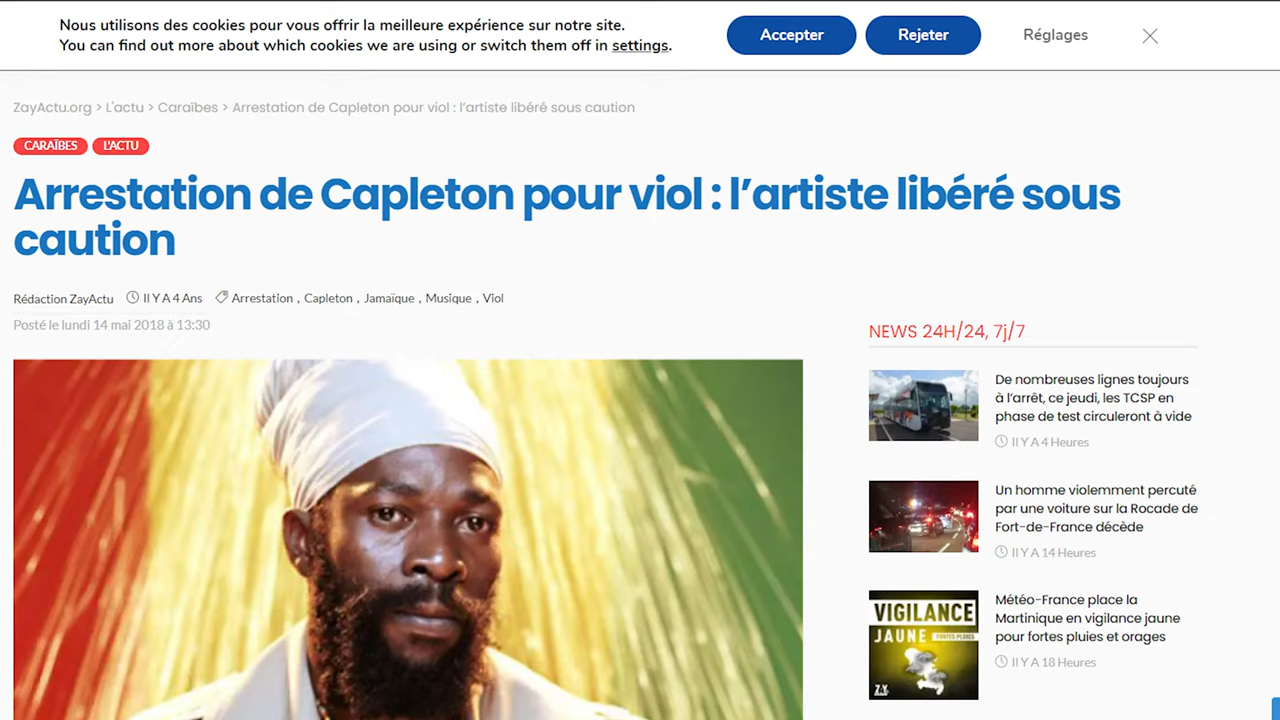 Nous utilisons des cookies pour vous offrir la meilleure expérience sur notre site.
You can find out more about which cookies we are using or switch them off in settings.
Accepter
Rejeter
Réglages
ZayActu.org > L'actu > Caraïbes > Arrestation de Capleton pour viol : l’artiste libéré sous caution
CARAÏBES
L'ACTU
Arrestation de Capleton pour viol : l’artiste libéré sous
caution
Rédaction ZayActu Il Y A 4 Ans Arrestation , Capleton , Jamaïque , Musique , Viol
Posté le lundi 14 mai 2018 à 13:30
NEWS 24H/24, 7j/7
De nombreuses lignes toujours
à l’arrêt, ce jeudi, les TCSP en
phase de test circuleront à vide
Il Y A 4 Heures
Un homme violemment percuté
par une voiture sur la Rocade de
Fort-de-France décède
Il Y A 14 Heures
VIGILANCE
JAUNE FORTES PLUIES
Météo-France place la
Martinique en vigilance jaune
pour fortes pluies et orages
Il Y A 18 Heures